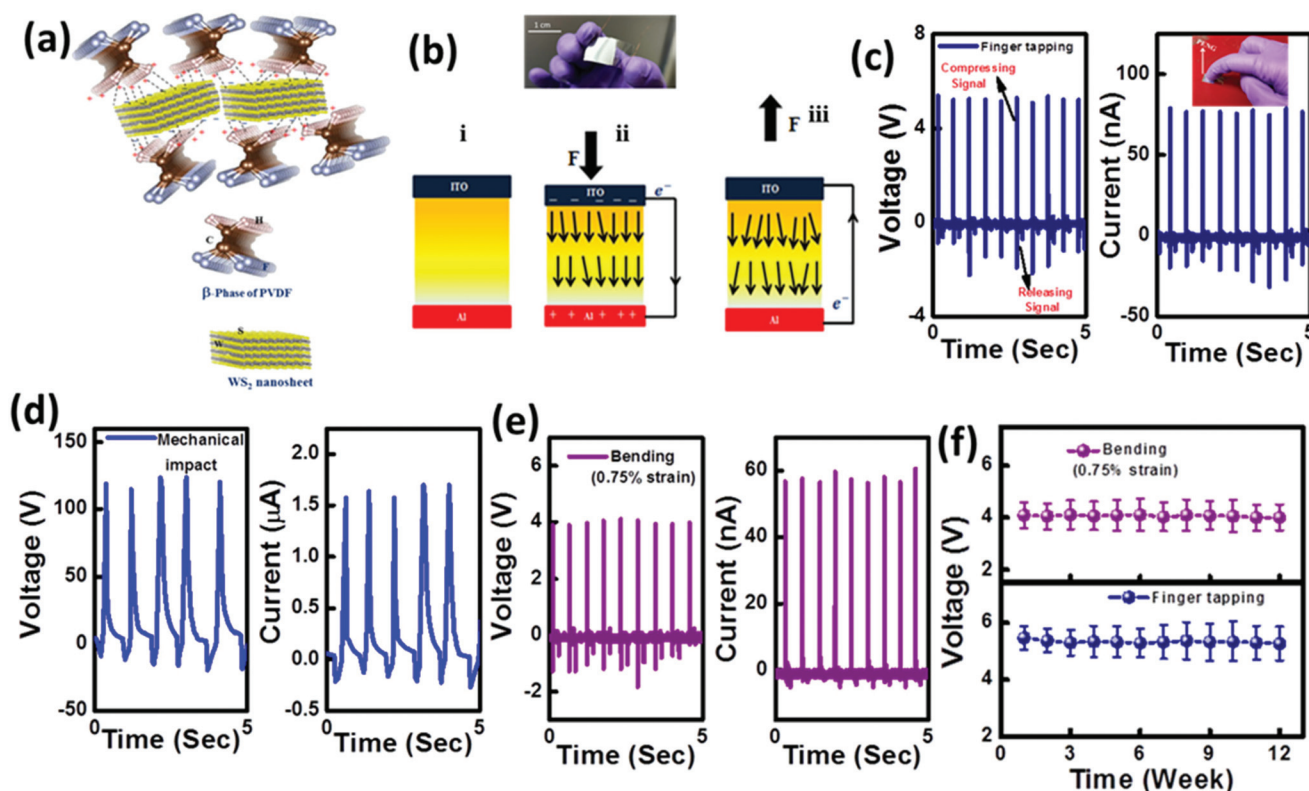 (a)
H
C
F
β-Phase of PVDF
S
W
WS2 nanosheet
(b)
1 cm
i
ii
iii
F
F
ITO
ITO
ITO
e-
− − − − −
+ + Al + + +
Al
Al
e-
(c)
Finger tapping
Compressing
Signal
Releasing
Signal
8
4
0
-4
Voltage (V)
0 5
Time (Sec)
PENG
100
50
0
-50
Current (nA)
0 5
Time (Sec)
(d)
Mechanical
impact
150
100
50
0
-50
Voltage (V)
0 5
Time (Sec)
2.0
1.5
1.0
0.5
0.0
-0.5
Current (μA)
0 5
Time (Sec)
(e)
Bending
(0.75% strain)
6
4
2
0
-2
Voltage (V)
0 5
Time (Sec)
60
40
20
0
Current (nA)
0 5
Time (Sec)
(f)
Bending
(0.75% strain)
6
4
2
Finger tapping
6
5
2
Voltage (V)
Voltage (V)
0 3 6 9 12
Time (Week)